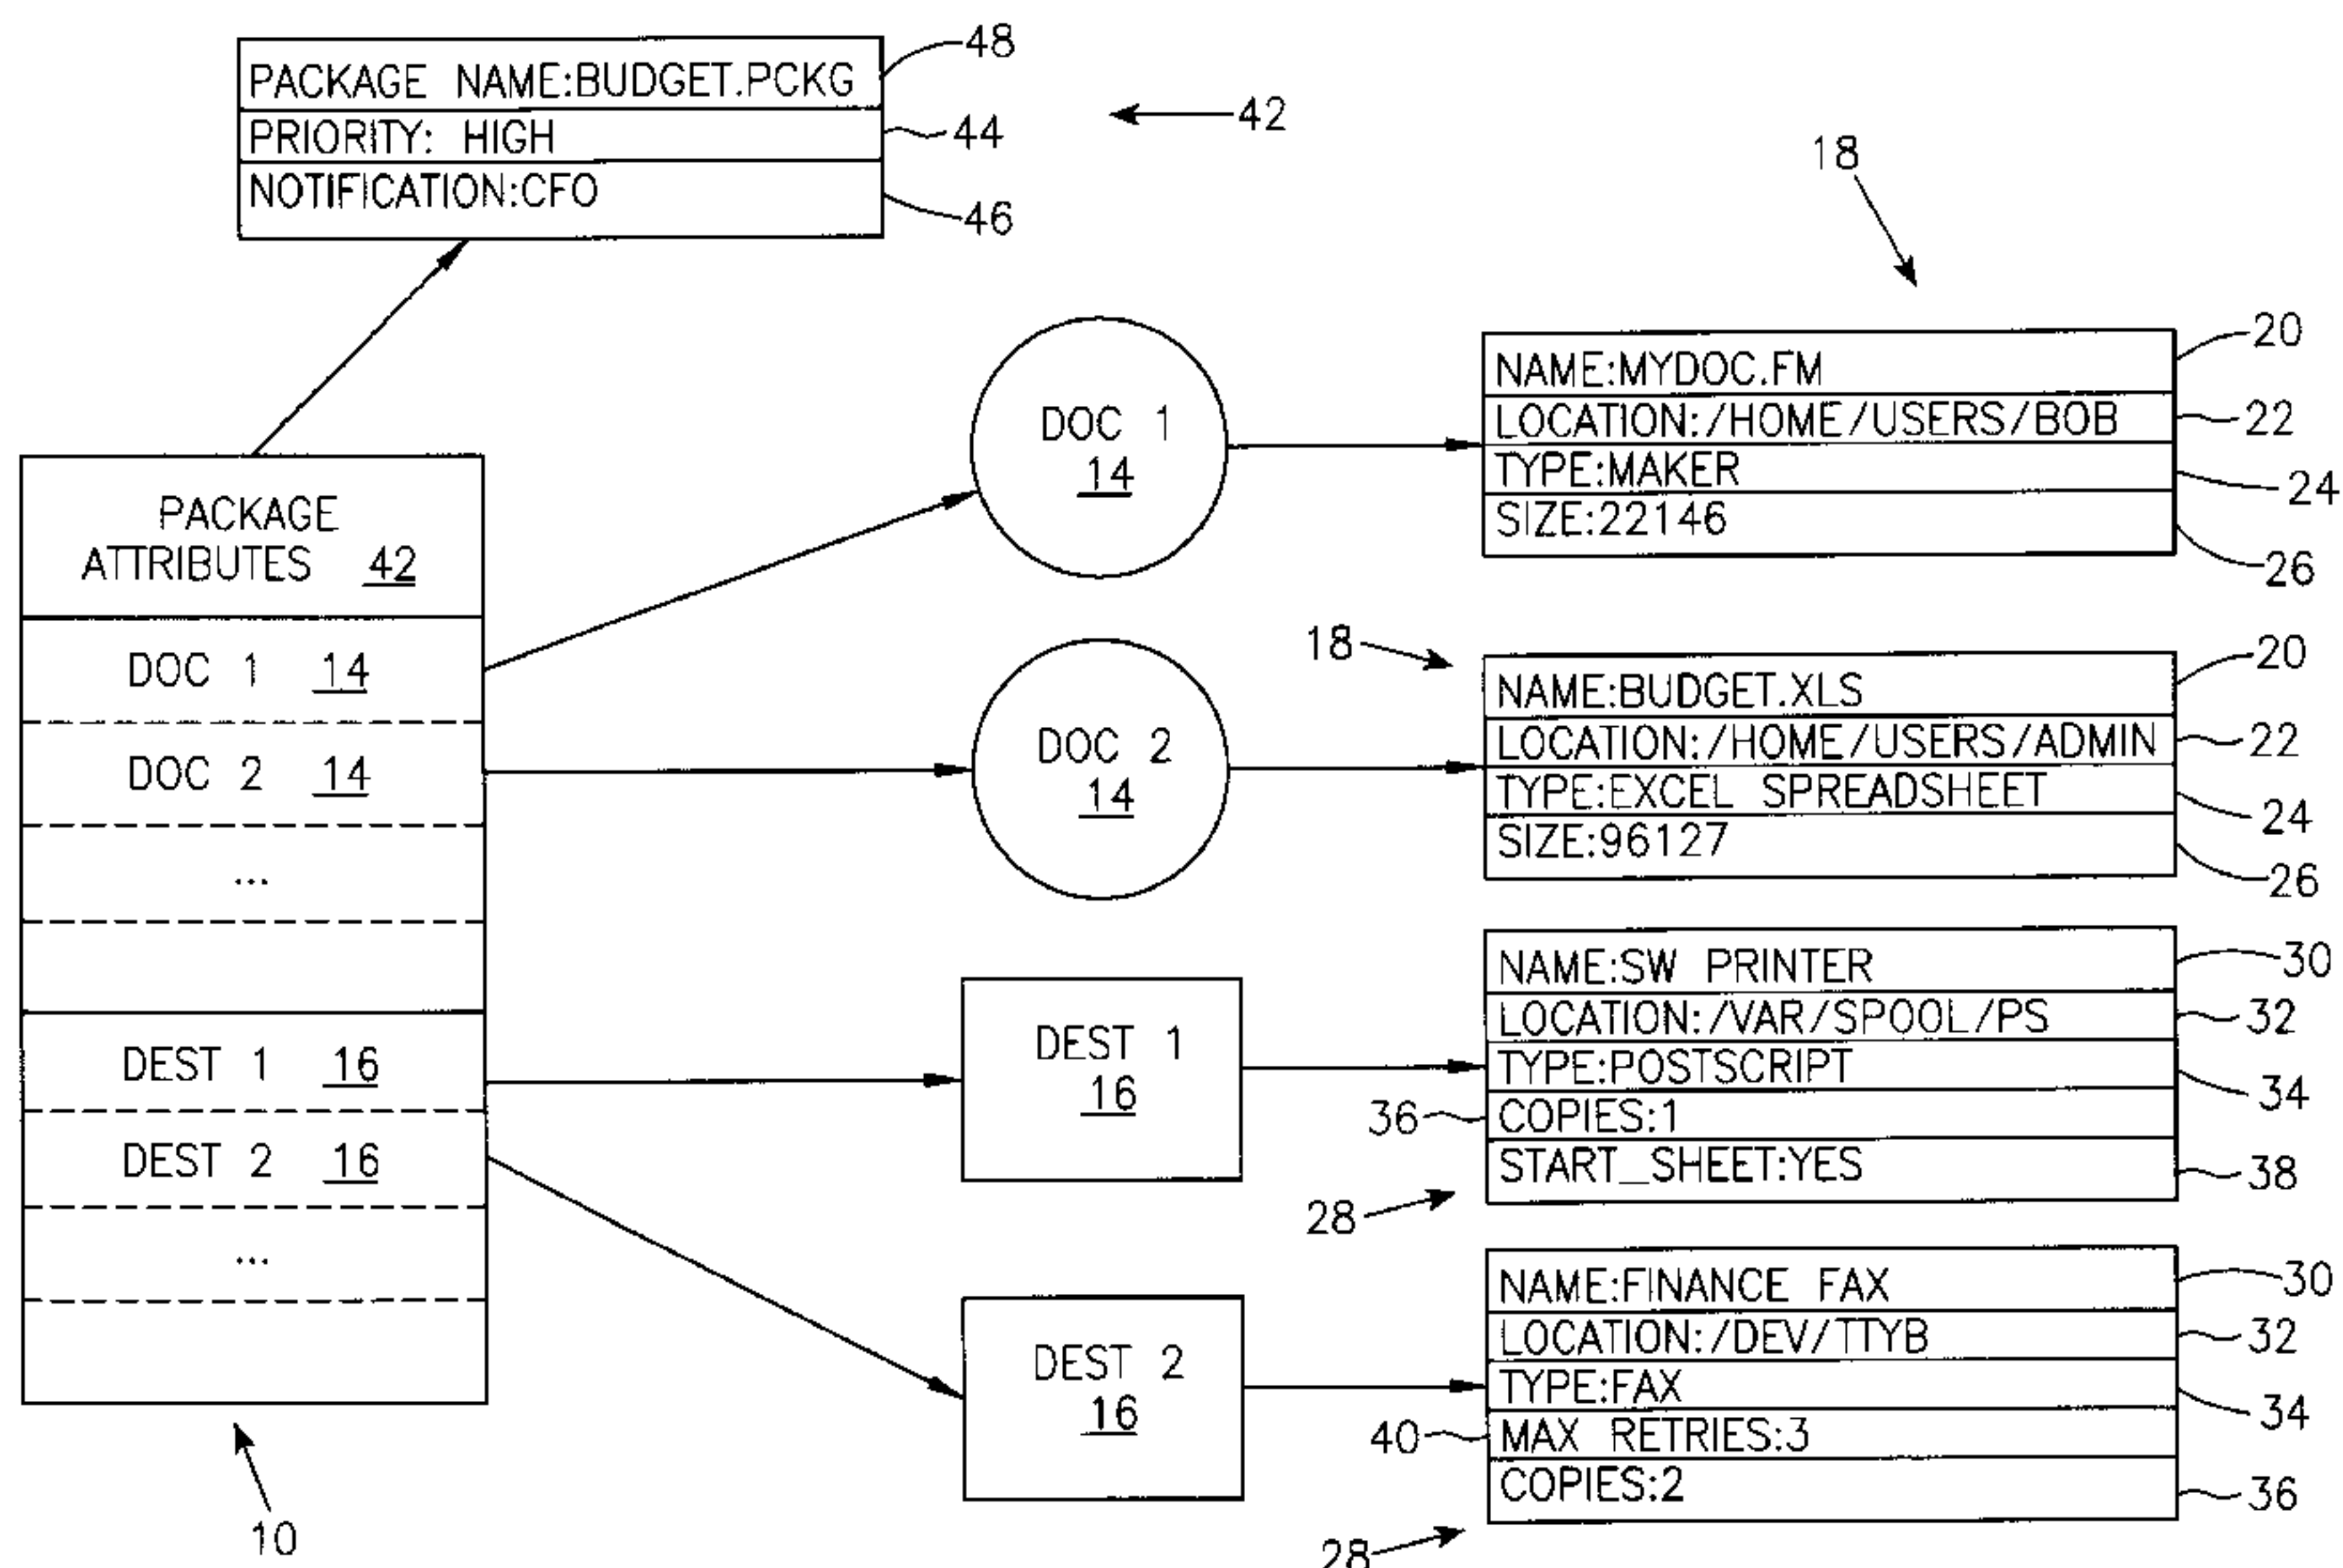 PACKAGE NAME:BUDGET.PCKG
48
PRIORITY: HIGH
44
NOTIFICATION:CFO
46
42
18
PACKAGE
ATTRIBUTES 42
DOC 1 14
DOC 2 14
...
DEST 1 16
DEST 2 16
...
10
DOC 1
14
NAME:MYDOC.FM
20
LOCATION:/HOME/USERS/BOB
22
TYPE:MAKER
24
SIZE:22146
26
DOC 2
14
18
NAME:BUDGET.XLS
20
LOCATION:/HOME/USERS/ADMIN
22
TYPE:EXCEL SPREADSHEET
24
SIZE:96127
26
DEST 1
16
NAME:SW PRINTER
30
LOCATION:/VAR/SPOOL/PS
32
TYPE:POSTSCRIPT
34
36
COPIES:1
START_SHEET:YES
38
28
DEST 2
16
NAME:FINANCE FAX
30
LOCATION:/DEV/TTYB
32
TYPE:FAX
34
40
MAX RETRIES:3
COPIES:2
36
28